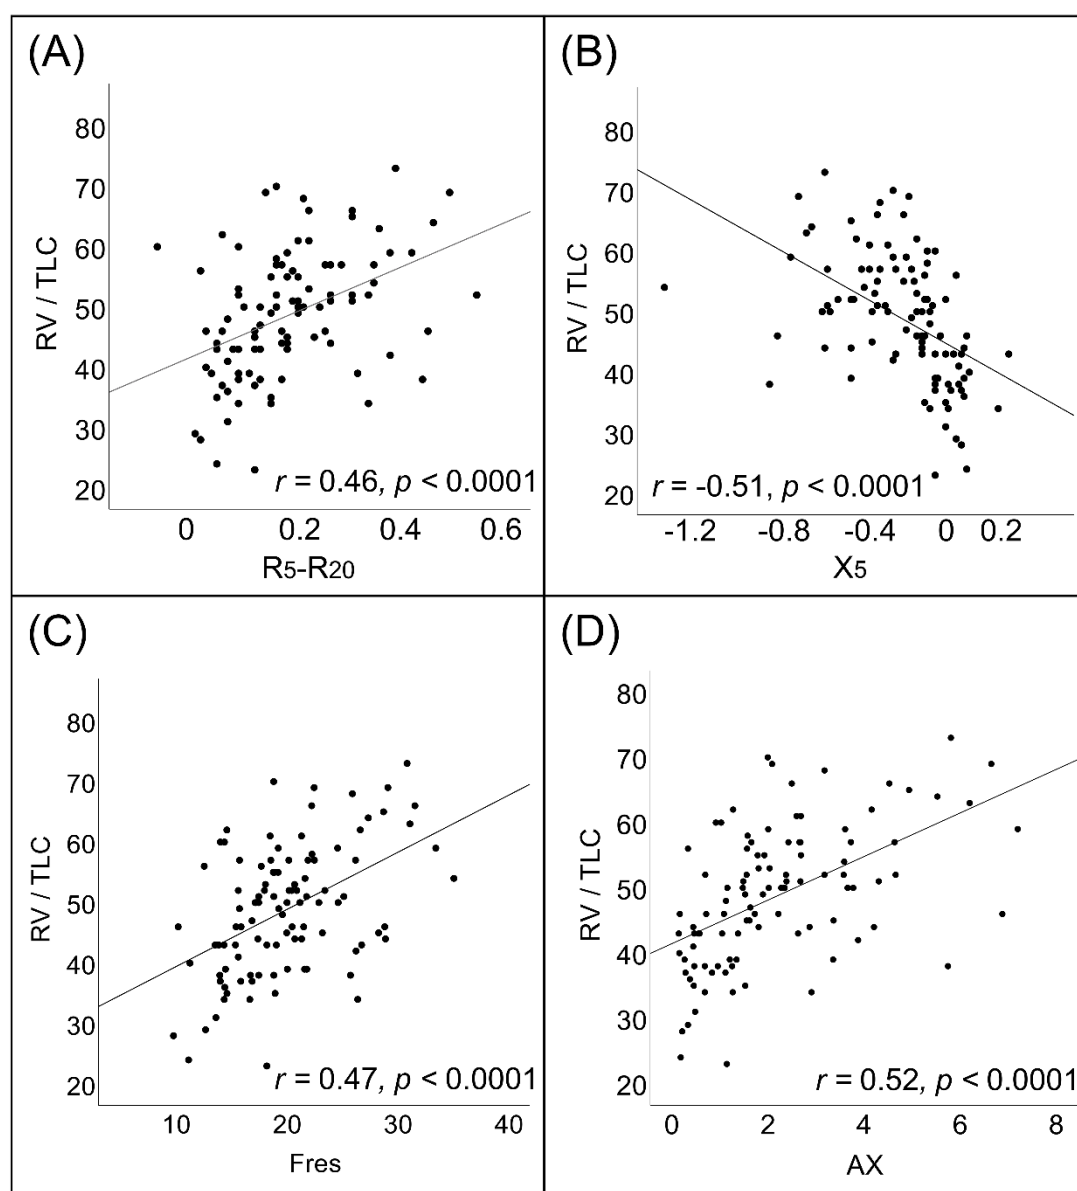 (A)
RV / TLC
80
70
60
50
40
30
20
r = 0.46, p < 0.0001
0 0.2 0.4 0.6
R5-R20
(B)
RV / TLC
80
70
60
50
40
30
20
r = -0.51, p < 0.0001
-1.2 -0.8 -0.4 0 0.2
X5
(C)
RV / TLC
80
70
60
50
40
30
20
r = 0.47, p < 0.0001
10 20 30 40
Fres
(D)
RV / TLC
80
70
60
50
40
30
20
r = 0.52, p < 0.0001
0 2 4 6 8
AX